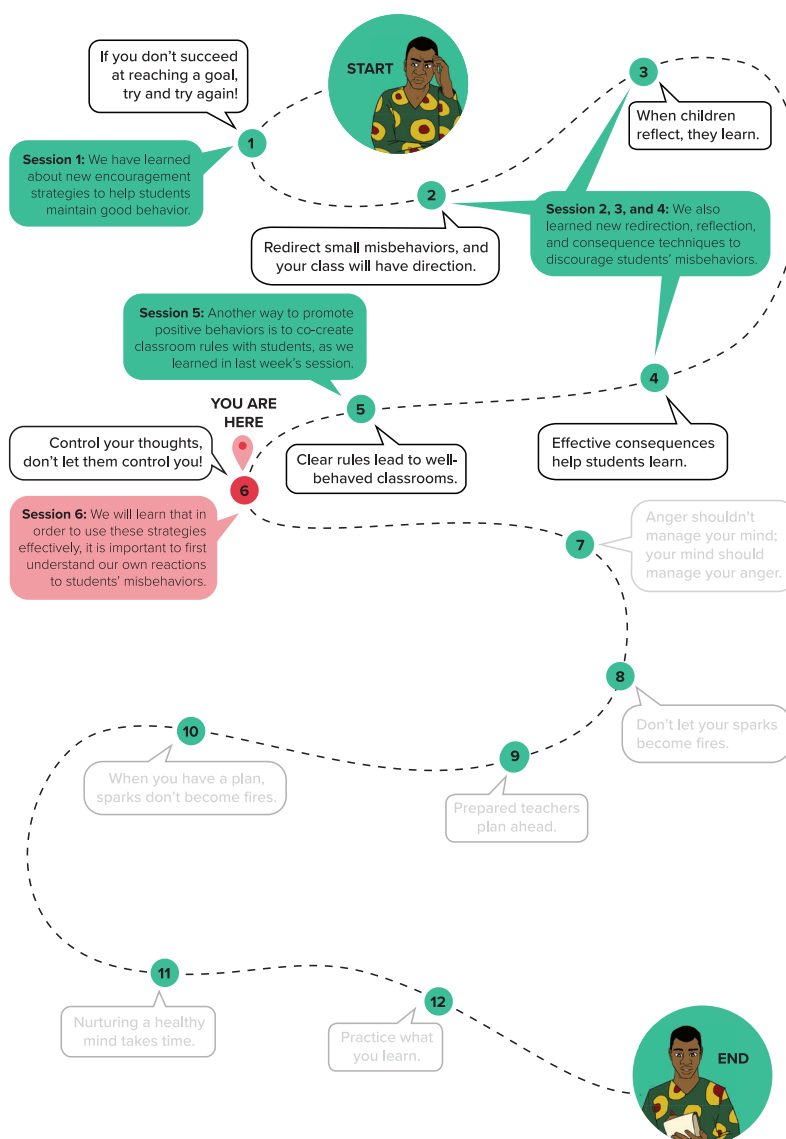 START
If you don’t succeed
at reaching a goal,
try and try again!
1
Session 1: We have learned
about new encouragement
strategies to help students
maintain good behavior.
2
Redirect small misbehaviors, and
your class will have direction.
3
When children
reflect, they learn.
Session 2, 3, and 4: We also
learned new redirection, reflection,
and consequence techniques to
discourage students’ misbehaviors.
4
Effective consequences
help students learn.
Session 5: Another way to promote
positive behaviors is to co-create
classroom rules with students, as we
learned in last week’s session.
5
Clear rules lead to well-
behaved classrooms.
YOU ARE
HERE
Control your thoughts,
don’t let them control you!
6
Session 6: We will learn that in
order to use these strategies
effectively, it is important to first
understand our own reactions
to students’ misbehaviors.
7
Anger shouldn’t
manage your mind;
your mind should
manage your anger.
8
Don’t let your sparks
become fires.
9
Prepared teachers
plan ahead.
10
When you have a plan,
sparks don’t become fires.
11
Nurturing a healthy
mind takes time.
12
Practice what
you learn.
END